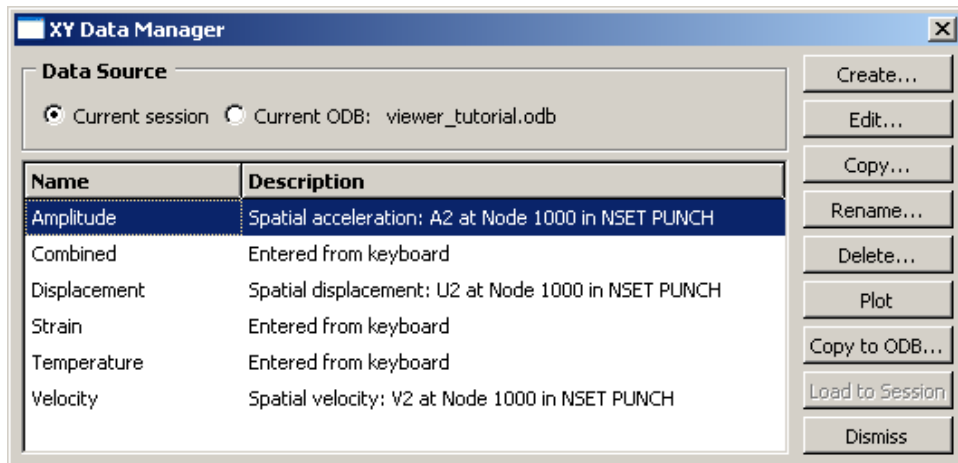 XY Data Manager
Data Source
Current session Current ODB: viewer_tutorial.odb
Name Description
Amplitude Spatial acceleration: A2 at Node 1000 in NSET PUNCH
Combined Entered from keyboard
Displacement Spatial displacement: U2 at Node 1000 in NSET PUNCH
Strain Entered from keyboard
Temperature Entered from keyboard
Velocity Spatial velocity: V2 at Node 1000 in NSET PUNCH
Create...
Edit...
Copy...
Rename...
Delete...
Plot
Copy to ODB...
Load to Session
Dismiss